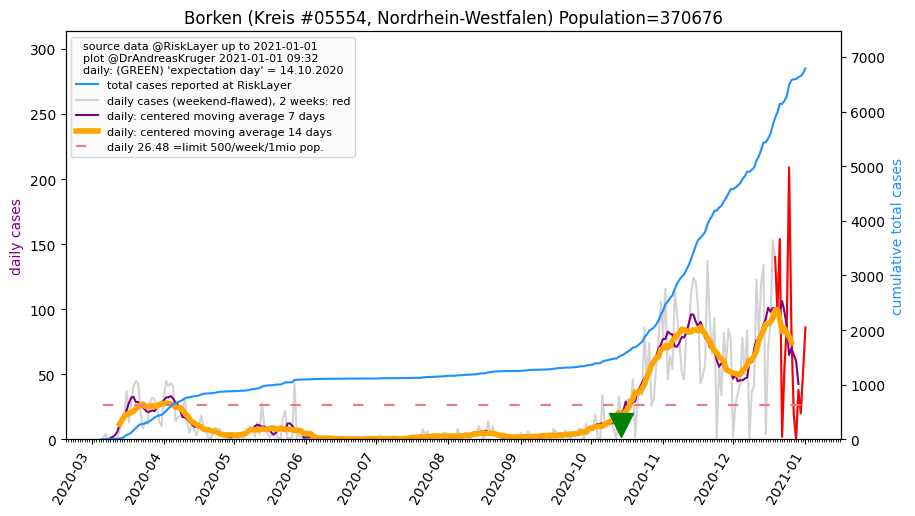 Borken (Kreis #05554, Nordrhein-Westfalen) Population=370676
source data @RiskLayer up to 2021-01-01
plot @DrAndreasKruger 2021-01-01 09:32
daily: (GREEN) 'expectation day' = 14.10.2020
total cases reported at RiskLayer
daily cases (weekend-flawed), 2 weeks: red
daily: centered moving average 7 days
daily: centered moving average 14 days
daily 26.48 =limit 500/week/1mio pop.
daily cases
300
250
200
150
100
50
0
cumulative total cases
7000
6000
5000
4000
3000
2000
1000
0
2020-03
2020-04
2020-05
2020-06
2020-07
2020-08
2020-09
2020-10
2020-11
2020-12
2021-01